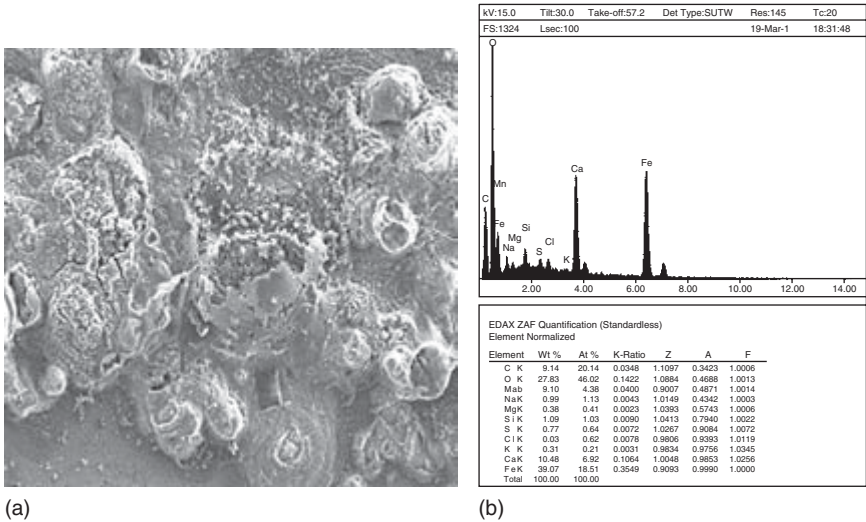 kV:15.0 Tilt:30.0 Take-off:57.2 Det Type:SUTW Res:145 Tc:20
FS:1324 Lsec:100 19-Mar-1 18:31:48
O
Mn
C
Fe
Na
Mg
Si
S
Cl
K
Ca
Fe
2.00 4.00 6.00 8.00 10.00 12.00 14.00
EDAX ZAF Quantification (Standardless)
Element Normalized
Element Wt % At % K-Ratio Z A F
C K 9.14 20.14 0.0348 1.1097 0.3423 1.0006
O K 27.83 46.02 0.1422 1.0884 0.4688 1.0013
Mab 9.10 4.38 0.0400 0.9007 0.4871 1.0014
NaK 0.99 1.13 0.0043 1.0149 0.4342 1.0003
MgK 0.38 0.41 0.0023 1.0393 0.5743 1.0006
SiK 1.09 1.03 0.0090 1.0413 0.7940 1.0022
S K 0.77 0.64 0.0072 1.0267 0.9084 1.0072
ClK 0.03 0.62 0.0078 0.9806 0.9393 1.0119
K K 0.31 0.21 0.0031 0.9834 0.9756 1.0345
CaK 10.48 6.92 0.1064 1.0048 0.9853 1.0256
FeK 39.07 18.51 0.3549 0.9093 0.9990 1.0000
Total 100.00 100.00
(a) (b)